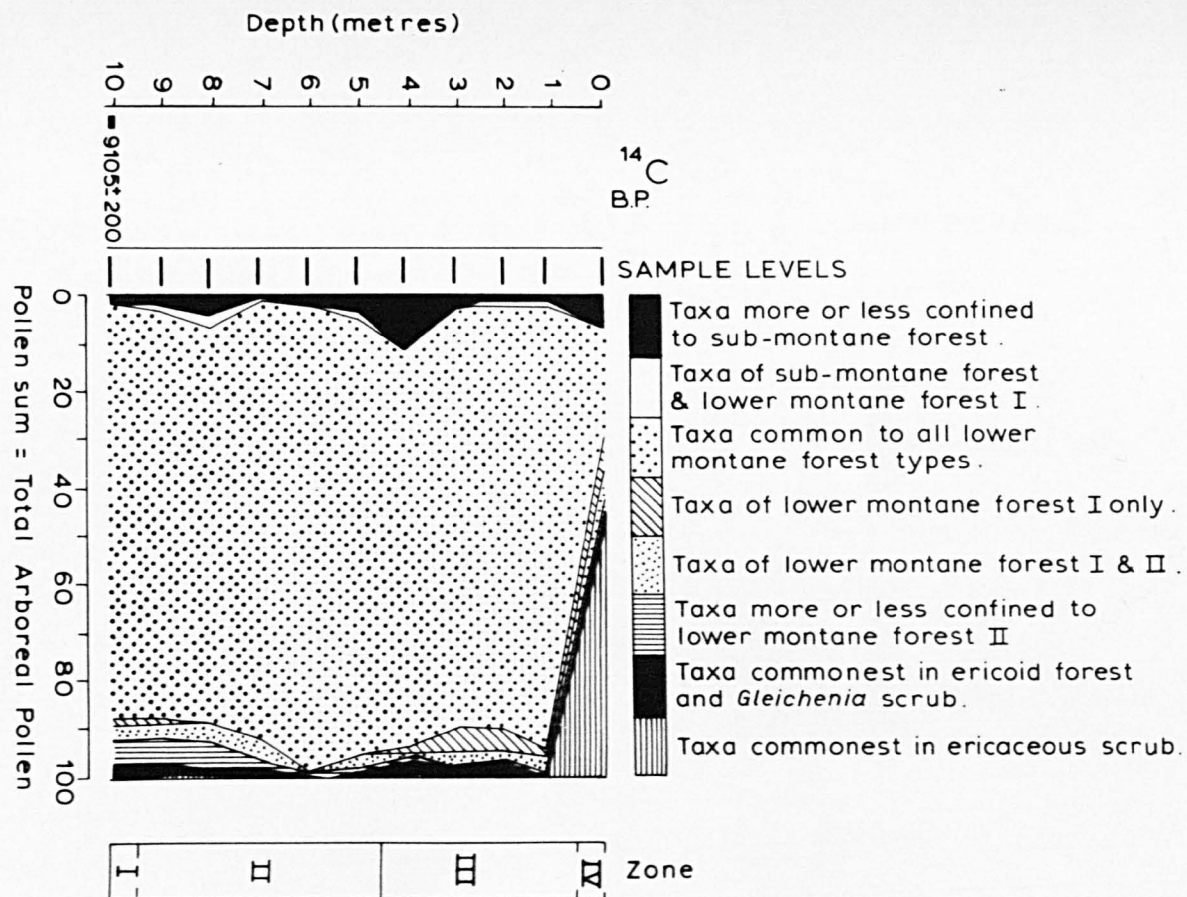 Depth (metres)
10 9 8 7 6 5 4 3 2 1 0
9105±200
14C
B.P.
SAMPLE LEVELS
Pollen sum = Total Arboreal Pollen
0
20
40
60
80
100
Taxa more or less confined
to sub-montane forest.
Taxa of sub-montane forest
& lower montane forest I.
Taxa common to all lower
montane forest types.
Taxa of lower montane forest I only.
Taxa of lower montane forest I & II.
Taxa more or less confined to
lower montane forest II
Taxa commonest in ericoid forest
and Gleichenia scrub.
Taxa commonest in ericaceous scrub.
I II III IV Zone